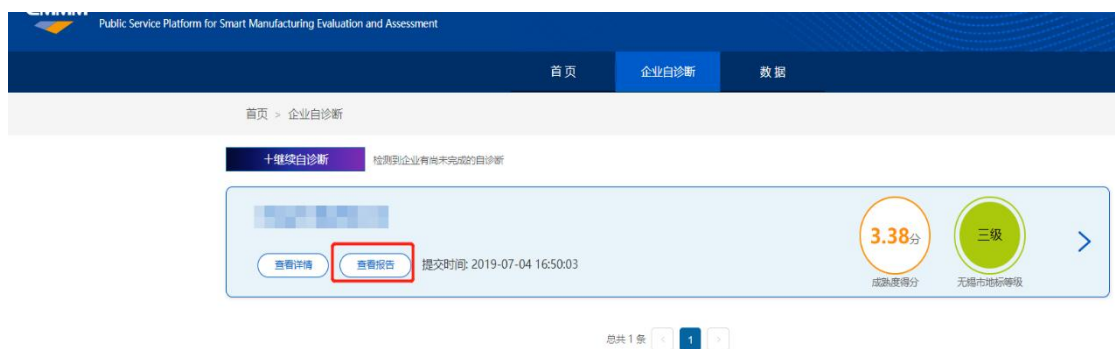 Public Service Platform for Smart Manufacturing Evaluation and Assessment
首页 企业自诊断 数据
首页 > 企业自诊断
+继续自诊断 检测到企业有尚未完成的自诊断
3.38分 三级
查看详情 查看报告 提交时间: 2019-07-04 16:50:03
成熟度得分 无锡市地标等级
总共 1 条 < 1 >